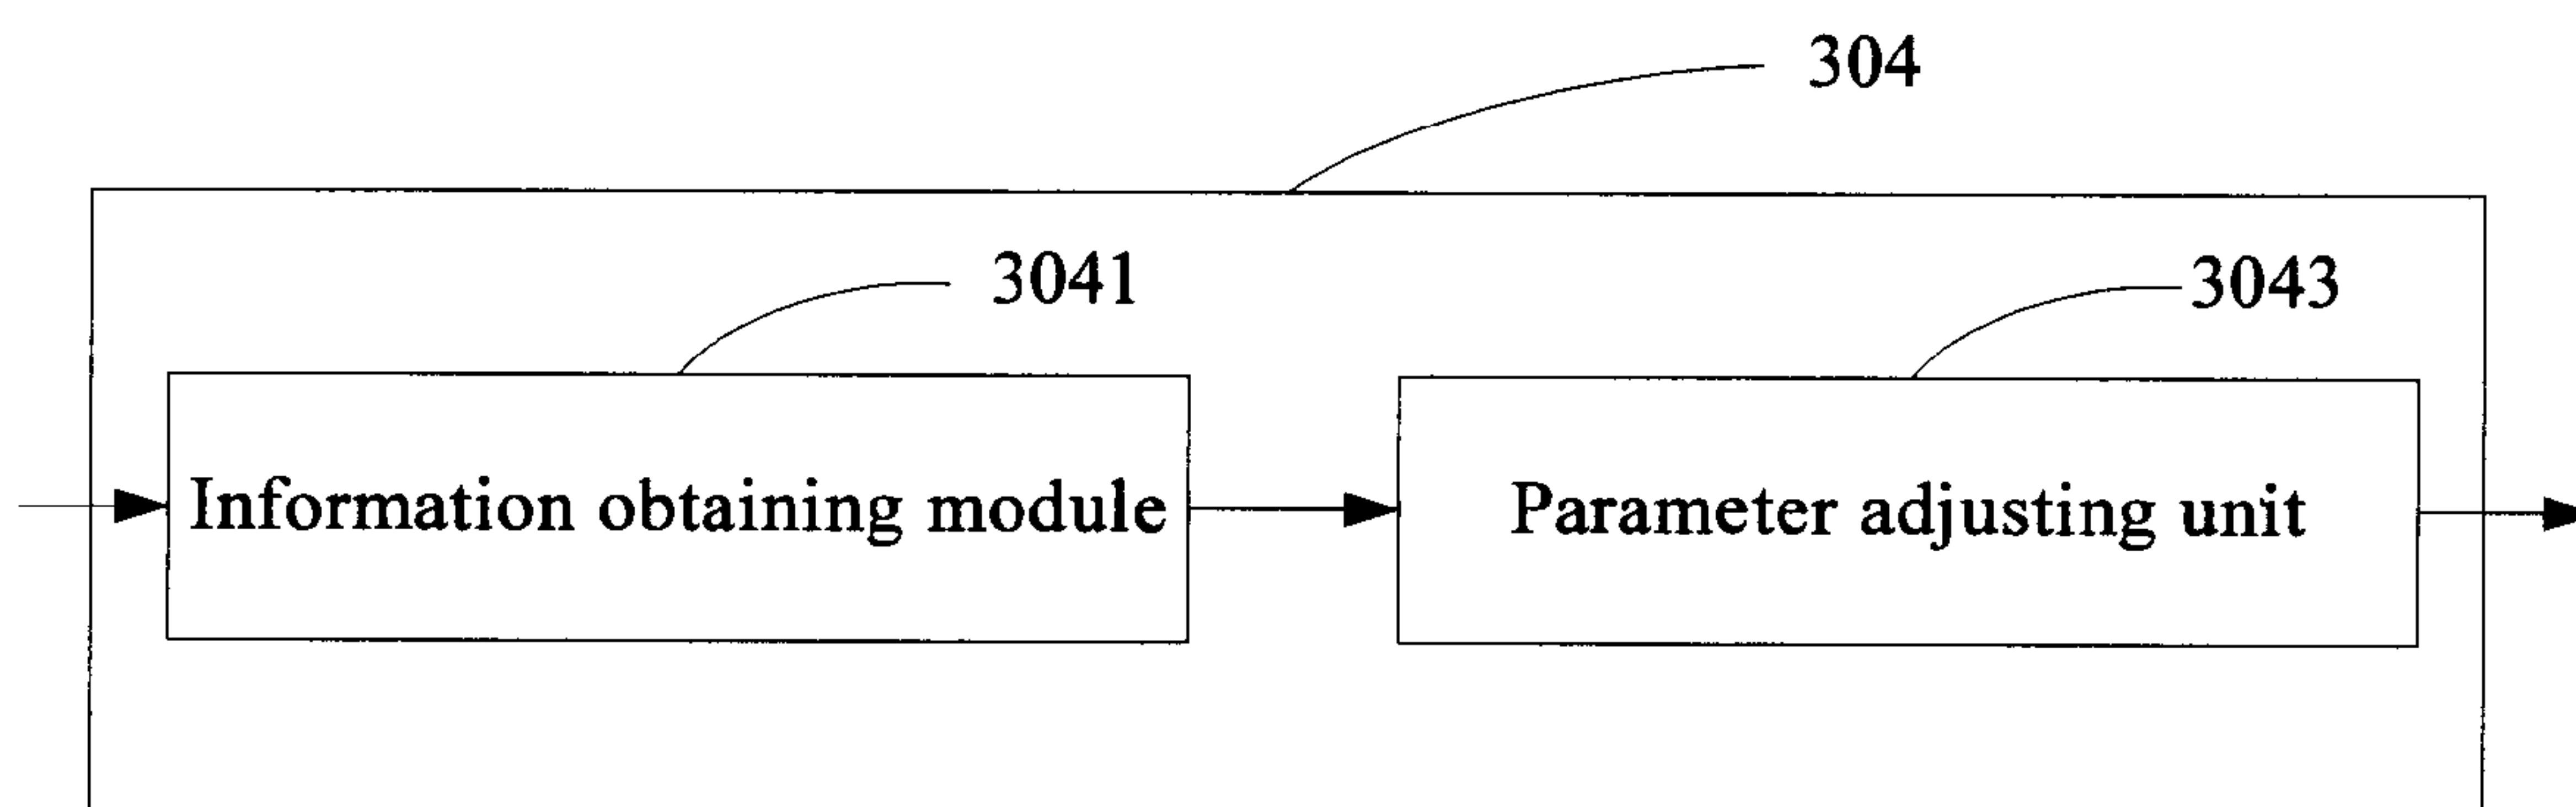 304
3041
3043
Information obtaining module
Parameter adjusting unit